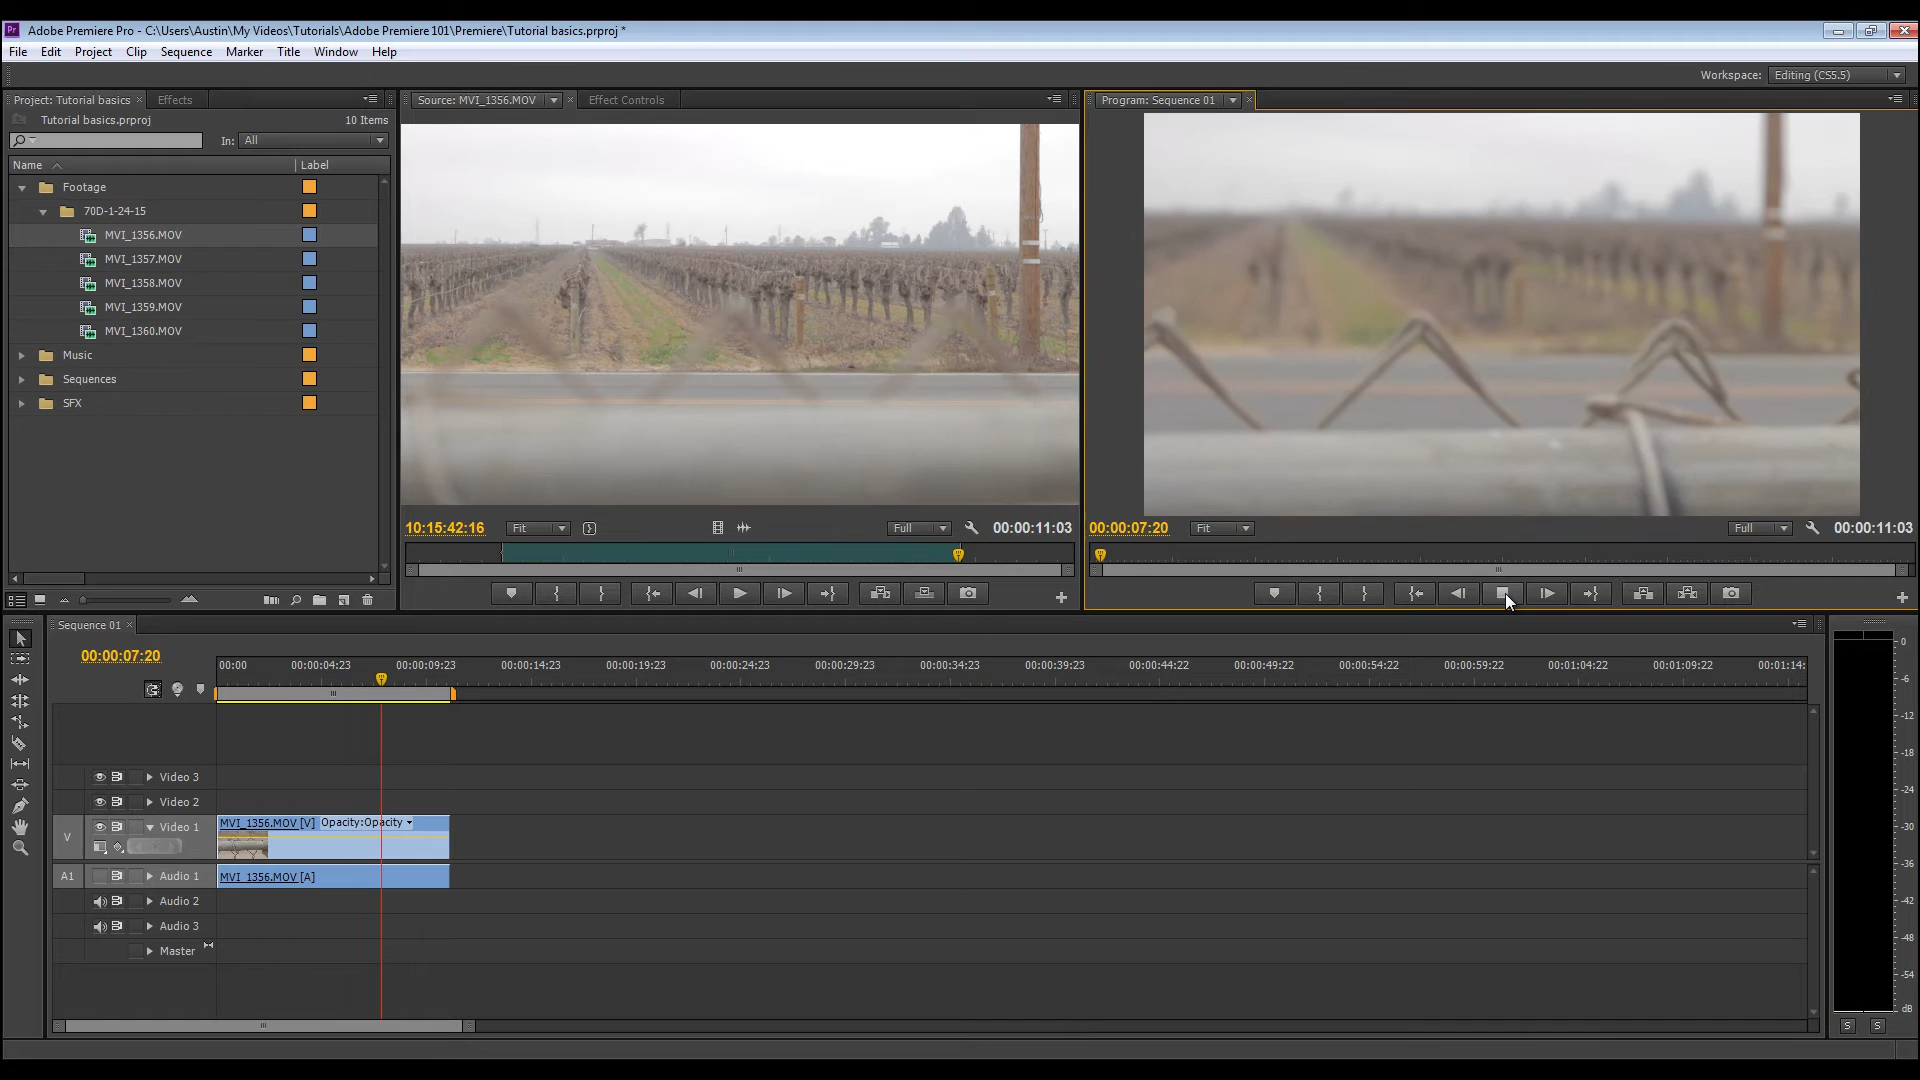 Pr Adobe Premiere Pro - C:\Users\Austin\My Videos\Tutorials\Adobe Premiere 101\Premiere\Tutorial basics.prproj *
File Edit Project Clip Sequence Marker Title Window Help
Workspace: Editing (CS5.5)
Project: Tutorial basics Effects
Tutorial basics.prproj 10 Items
In: All
Name Label
Footage
70D-1-24-15
MVI_1356.MOV
MVI_1357.MOV
MVI_1358.MOV
MVI_1359.MOV
MVI_1360.MOV
Music
Sequences
SFX
Source: MVI_1356.MOV Effect Controls
10:15:42:16 Fit Full 00:00:11:03
Program: Sequence 01
00:00:07:20 Fit Full 00:00:11:03
Sequence 01
00:00:07:20
00:00 00:00:04:23 00:00:09:23 00:00:14:23 00:00:19:23 00:00:24:23 00:00:29:23 00:00:34:23 00:00:39:23 00:00:44:22 00:00:49:22 00:00:54:22 00:00:59:22 00:01:04:22 00:01:09:22 00:01:14:
Video 3
Video 2
V Video 1
MVI_1356.MOV [V] Opacity:Opacity
A1 Audio 1
MVI_1356.MOV [A]
Audio 2
Audio 3
Master
0
-6
-12
-18
-24
-30
-36
-42
-48
-54
dB
S S